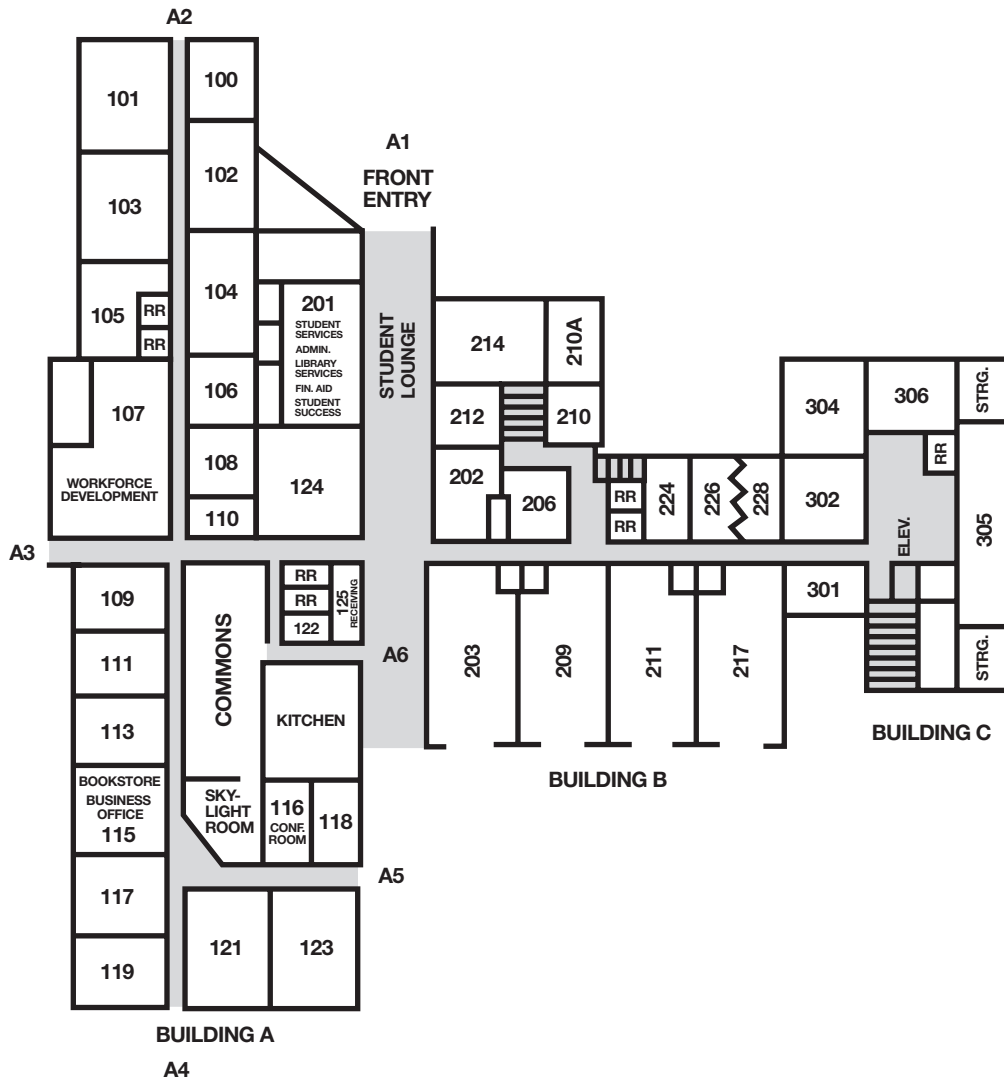 A2
100
101
A1
FRONT
ENTRY
102
103
104
201
STUDENT
SERVICES
ADMIN.
LIBRARY
SERVICES
FIN. AID
STUDENT
SUCCESS
105
RR
RR
STUDENT
LOUNGE
214
210A
106
107
WORKFORCE
DEVELOPMENT
212
210
304
306
STRG.
108
124
110
202
206
RR
RR
224
226
228
302
RR
ELEV.
305
A3
109
COMMONS
RR
RR
122
125
RECEIVING
301
111
A6
203
209
211
217
STRG.
113
KITCHEN
BUILDING C
BOOKSTORE
BUSINESS
OFFICE
115
SKY-
LIGHT
ROOM
116
CONF.
ROOM
118
BUILDING B
A5
117
121
123
119
BUILDING A
A4